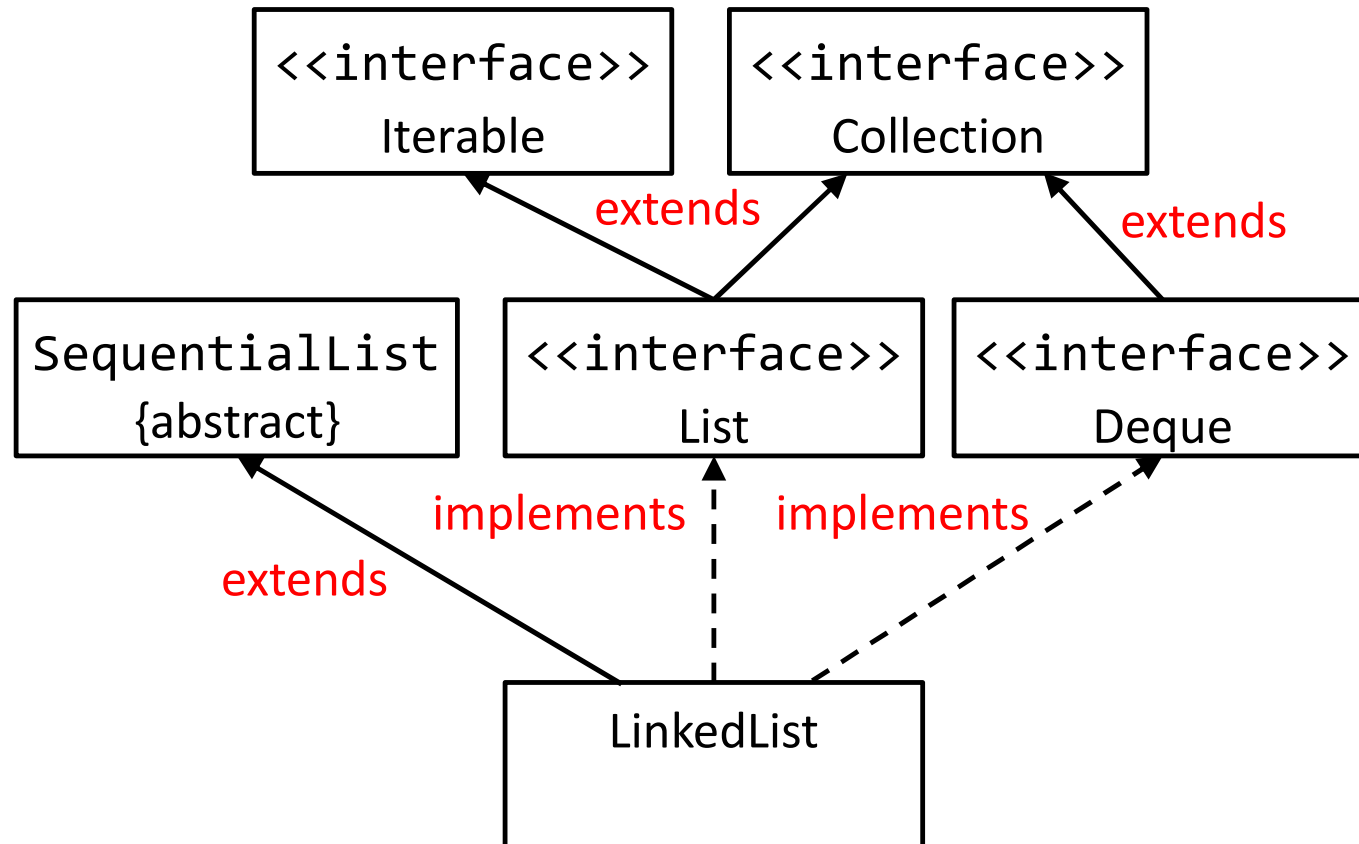 <<interface>>
Iterable
<<interface>>
Collection
extends
extends
SequentialList
{abstract}
<<interface>>
List
<<interface>>
Deque
implements
implements
extends
LinkedList